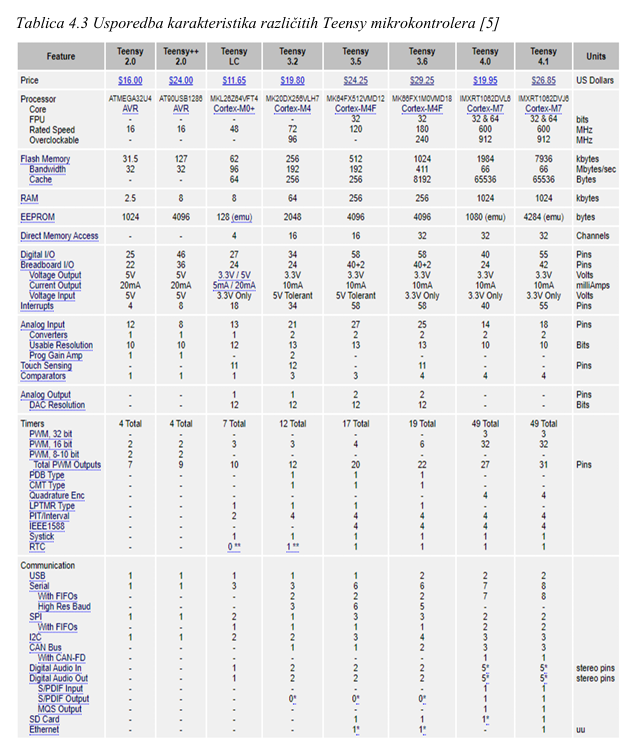 Tablica 4.3 Usporedba karakteristika različitih Teensy mikrokontrolera [5]
Feature Teensy 2.0 Teensy++ 2.0 Teensy LC Teensy 3.2 Teensy 3.5 Teensy 3.6 Teensy 4.0 Teensy 4.1 Units
Price $16.00 $24.00 $11.65 $19.80 $24.25 $29.25 $19.95 $26.85 US Dollars
Processor ATMEGA32U4 AT90USB1286 MKL26Z64VFT4 MK20DX256VLH7 MK64FX512VMD12 MK66FX1M0VMD18 IMXRT1062DVL6 IMXRT1062DVJ6
Core AVR AVR Cortex-M0+ Cortex-M4 Cortex-M4F Cortex-M4F Cortex-M7 Cortex-M7
FPU - - - - 32 32 32 & 64 32 & 64 bits
Rated Speed 16 16 48 72 120 180 600 600 MHz
Overclockable - - - 96 - 240 912 912 MHz
Flash Memory 31.5 127 62 256 512 1024 1984 7936 kbytes
Bandwidth 32 32 96 192 192 411 66 66 Mbytes/sec
Cache - - 64 256 256 8192 65536 65536 Bytes
RAM 2.5 8 8 64 256 256 1024 1024 kbytes
EEPROM 1024 4096 128 (emu) 2048 4096 4096 1080 (emu) 4284 (emu) bytes
Direct Memory Access - - 4 16 16 32 32 32 Channels
Digital I/O 25 46 27 34 58 58 40 55 Pins
Breadboard I/O 22 36 24 24 40+2 40+2 24 42 Pins
Voltage Output 5V 5V 3.3V / 5V 3.3V 3.3V 3.3V 3.3V 3.3V Volts
Current Output 20mA 20mA 5mA / 20mA 10mA 10mA 10mA 10mA 10mA milliAmps
Voltage Input 5V 5V 3.3V Only 5V Tolerant 5V Tolerant 3.3V Only 3.3V Only 3.3V Only Volts
Interrupts 4 8 18 34 58 58 40 55 Pins
Analog Input 12 8 13 21 27 25 14 18 Pins
Converters 1 1 1 2 2 2 2 2
Usable Resolution 10 10 12 13 13 13 10 10 Bits
Prog Gain Amp 1 1 - 2 - - - -
Touch Sensing - - 11 12 - 11 - - Pins
Comparators 1 1 1 3 3 4 4 4
Analog Output - - 1 1 2 2 - - Pins
DAC Resolution - - 12 12 12 12 - - Bits
Timers 4 Total 4 Total 7 Total 12 Total 17 Total 19 Total 49 Total 49 Total
PWM, 32 bit - - - - - - 3 3
PWM, 16 bit 2 2 3 3 4 6 32 32
PWM, 8-10 bit 2 2 - - - - - -
Total PWM Outputs 7 9 10 12 20 22 27 31 Pins
PDB Type - - - 1 1 1 - -
CMT Type - - - 1 1 1 - -
Quadrature Enc - - - - - - 4 4
LPTMR Type - - 1 1 1 1 - -
PIT/Interval - - 2 4 4 4 4 4
IEEE1588 - - - - 4 4 4 4
Systick - - 1 1 1 1 1 1
RTC - - 0 ** 1 ** 1 1 1 1
Communication
USB 1 1 1 1 1 2 2 2
Serial 1 1 3 3 6 6 7 8
With FIFOs - - - 2 2 2 7 8
High Res Baud - - - 3 6 5 - -
SPI 1 1 2 1 3 3 2 2
With FIFOs - - 1 1 1 1 2 2
I2C 1 1 2 2 3 4 3 3
CAN Bus - - - 1 1 2 3 3
With CAN-FD - - - - - - 1 1
Digital Audio In - - 1 2 2 2 5* 5* stereo pins
Digital Audio Out - - 1 2 2 2 5* 5* stereo pins
S/PDIF Input - - - - - - 1 1
S/PDIF Output - - - 0* 0* 0* 1 1
MQS Output - - - - - - 1 1
SD Card - - - - 1 1 1* 1
Ethernet - - - - 1* 1* - 1 uu